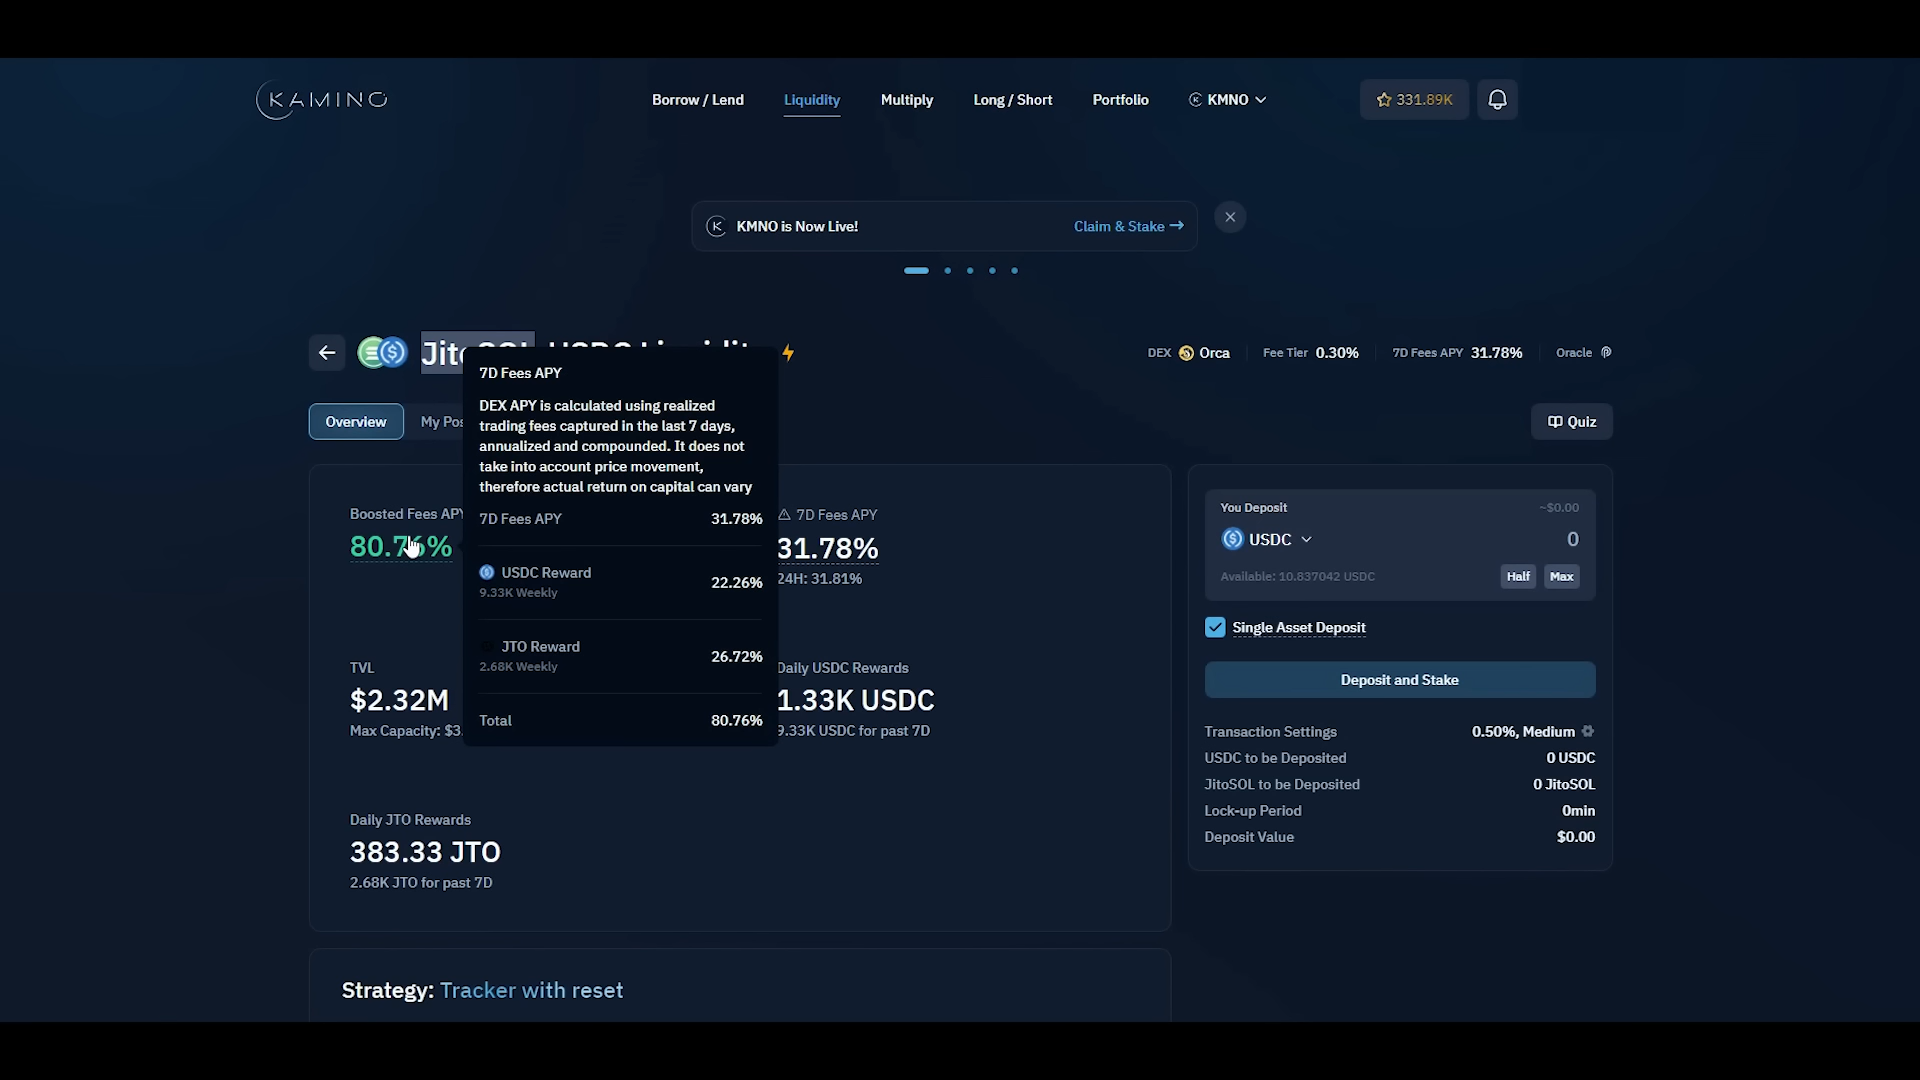 KAMINO
Borrow / Lend
Liquidity
Multiply
Long / Short
Portfolio
KMNO
331.89K
KMNO is Now Live!
Claim & Stake →
DEX Orca
Fee Tier 0.30%
7D Fees APY 31.78%
Oracle
Overview
Quiz
7D Fees APY
DEX APY is calculated using realized
trading fees captured in the last 7 days,
annualized and compounded. It does not
take into account price movement,
therefore actual return on capital can vary
7D Fees APY 31.78%
USDC Reward 22.26%
9.33K Weekly
JTO Reward 26.72%
2.68K Weekly
Total 80.76%
Boosted Fees APY
80.76%
7D Fees APY
31.78%
24H: 31.81%
TVL
$2.32M
Max Capacity:
Daily USDC Rewards
1.33K USDC
9.33K USDC for past 7D
Daily JTO Rewards
383.33 JTO
2.68K JTO for past 7D
Strategy: Tracker with reset
You Deposit ~$0.00
USDC 0
Available: 10.837042 USDC
Half Max
Single Asset Deposit
Deposit and Stake
Transaction Settings 0.50%, Medium
USDC to be Deposited 0 USDC
JitoSOL to be Deposited 0 JitoSOL
Lock-up Period 0min
Deposit Value $0.00